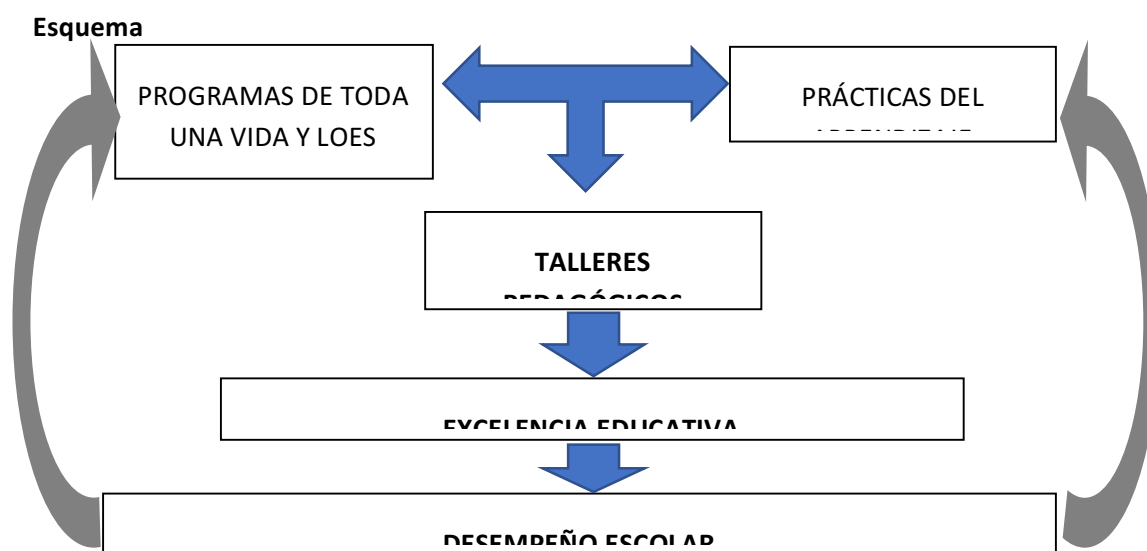 Esquema
PROGRAMAS DE TODA
UNA VIDA Y LOES
PRÁCTICAS DEL
TALLERES
PEDAGÓGICOS
EXCELENCIA EDUCATIVA
DESEMPEÑO ESCOLAR